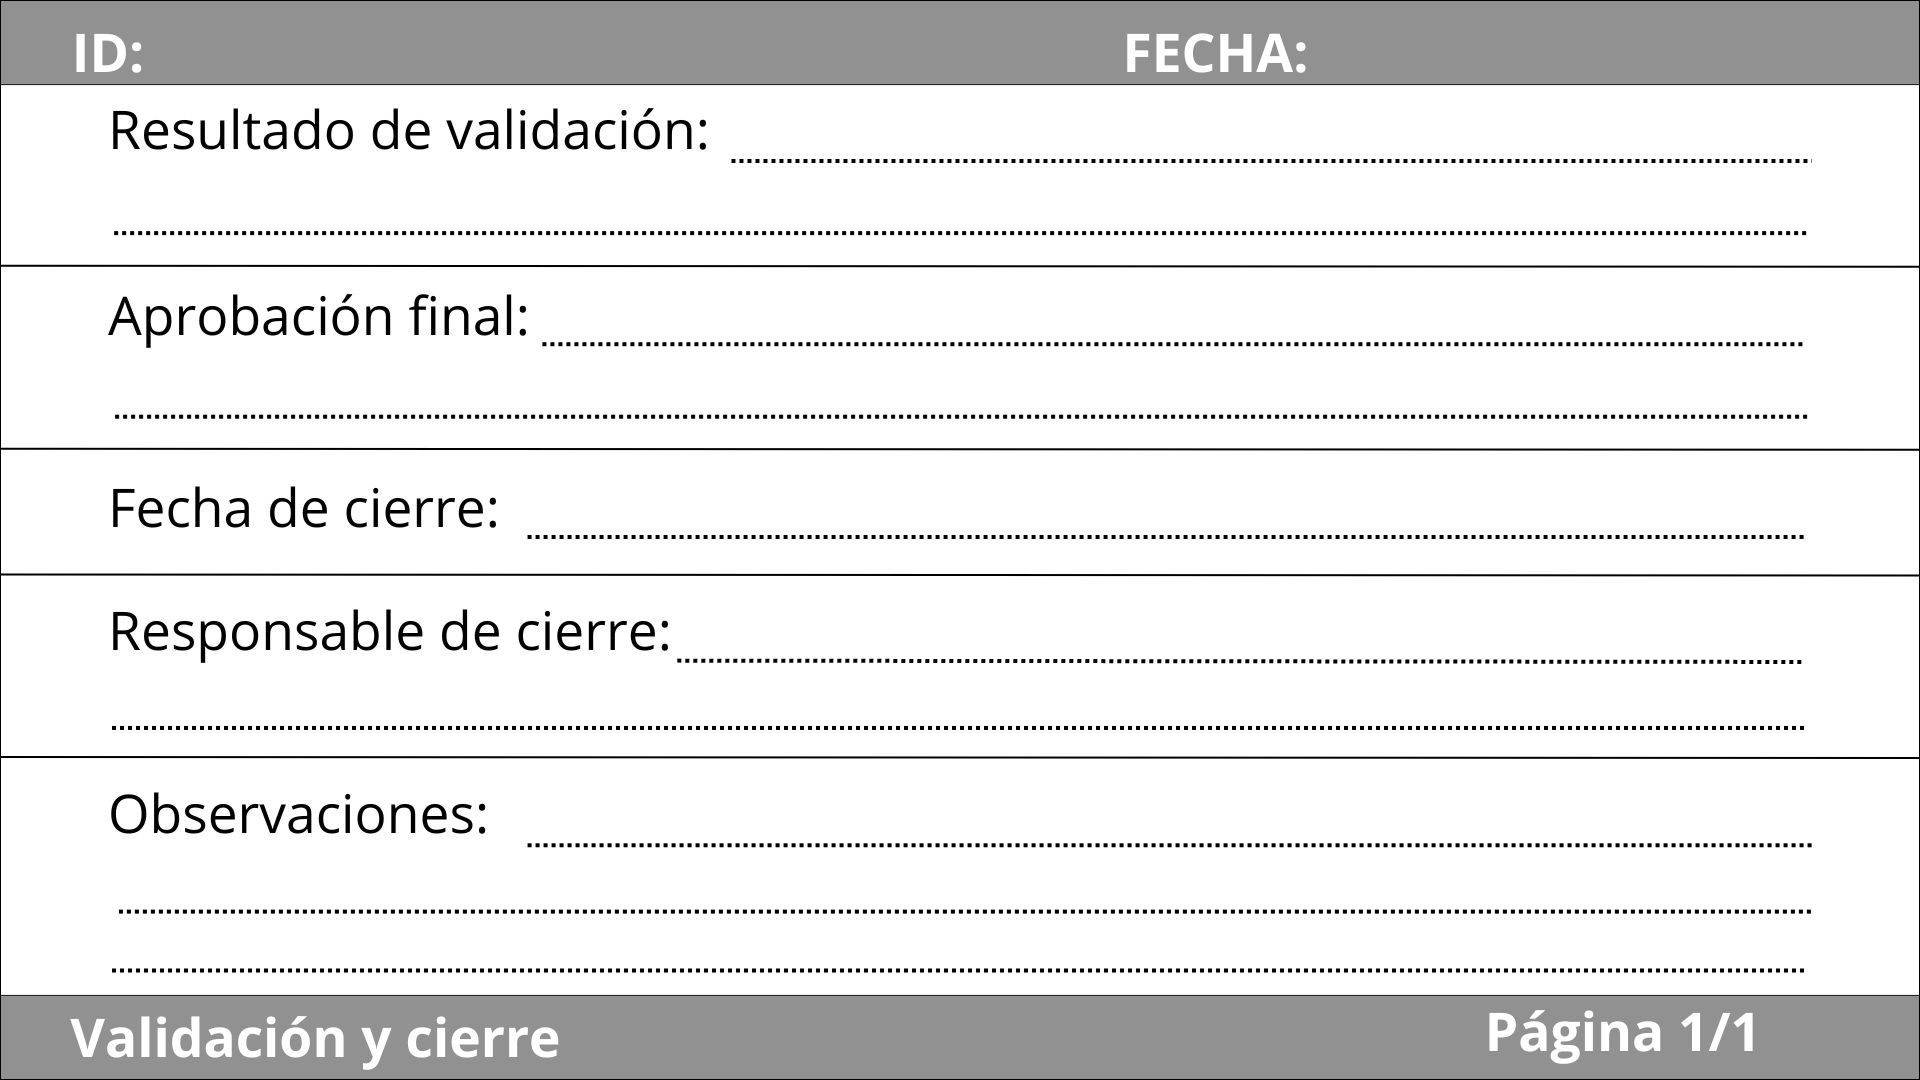 ID: FECHA:
Resultado de validación:
Aprobación final:
Fecha de cierre:
Responsable de cierre:
Observaciones:
Validación y cierre Página 1/1